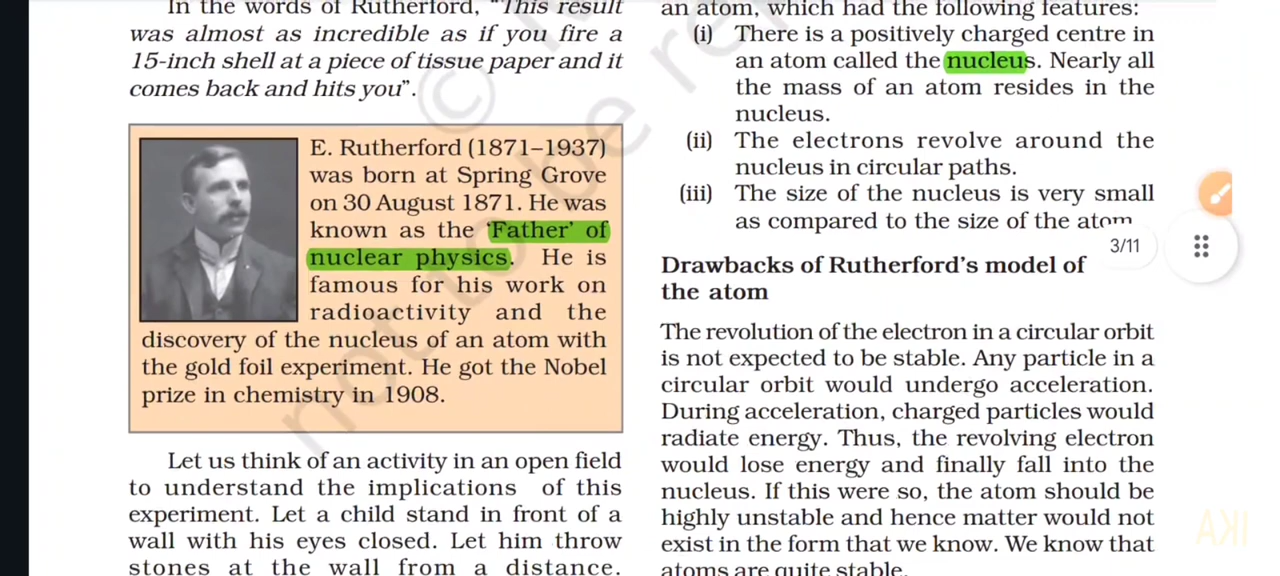 In the words of Rutherford, "This result
was almost as incredible as if you fire a
15-inch shell at a piece of tissue paper and it
comes back and hits you".
E. Rutherford (1871–1937)
was born at Spring Grove
on 30 August 1871. He was
known as the 'Father' of
nuclear physics. He is
famous for his work on
radioactivity and the
discovery of the nucleus of an atom with
the gold foil experiment. He got the Nobel
prize in chemistry in 1908.
Let us think of an activity in an open field
to understand the implications of this
experiment. Let a child stand in front of a
wall with his eyes closed. Let him throw
stones at the wall from a distance.
an atom, which had the following features:
(i) There is a positively charged centre in
an atom called the nucleus. Nearly all
the mass of an atom resides in the
nucleus.
(ii) The electrons revolve around the
nucleus in circular paths.
(iii) The size of the nucleus is very small
as compared to the size of the atom
3/11
Drawbacks of Rutherford's model of
the atom
The revolution of the electron in a circular orbit
is not expected to be stable. Any particle in a
circular orbit would undergo acceleration.
During acceleration, charged particles would
radiate energy. Thus, the revolving electron
would lose energy and finally fall into the
nucleus. If this were so, the atom should be
highly unstable and hence matter would not
exist in the form that we know. We know that
atoms are quite stable.
©
not to be re